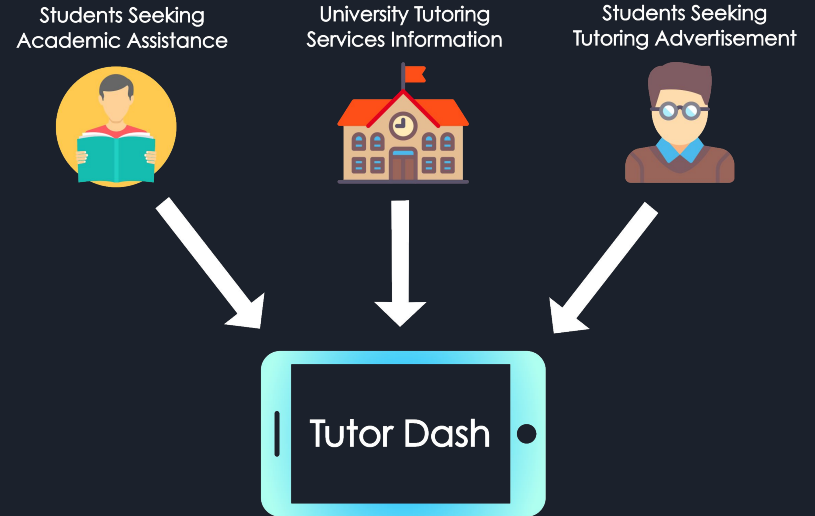 Students Seeking
Academic Assistance
University Tutoring
Services Information
Students Seeking
Tutoring Advertisement
Tutor Dash